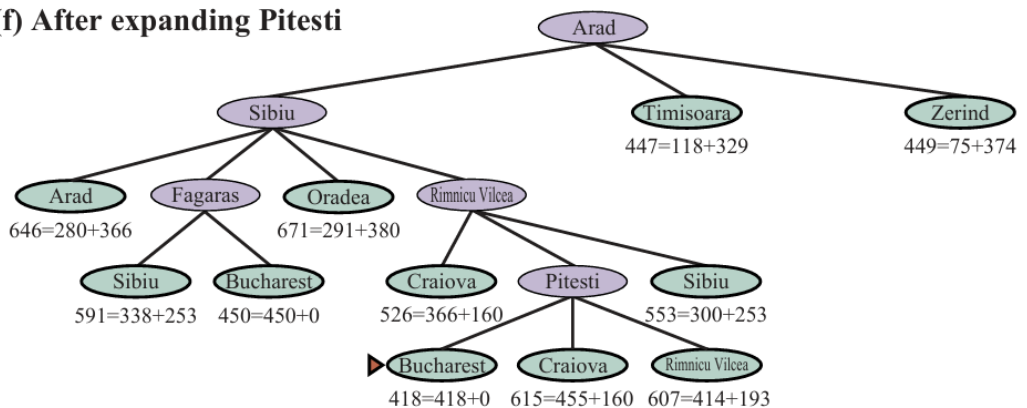 (f) After expanding Pitesti
Arad
Sibiu
Timisoara
Zerind
447=118+329
449=75+374
Arad
Fagaras
Oradea
Rimnicu Vilcea
646=280+366
671=291+380
Sibiu
Bucharest
Craiova
Pitesti
Sibiu
591=338+253
450=450+0
526=366+160
553=300+253
Bucharest
Craiova
Rimnicu Vilcea
418=418+0
615=455+160
607=414+193